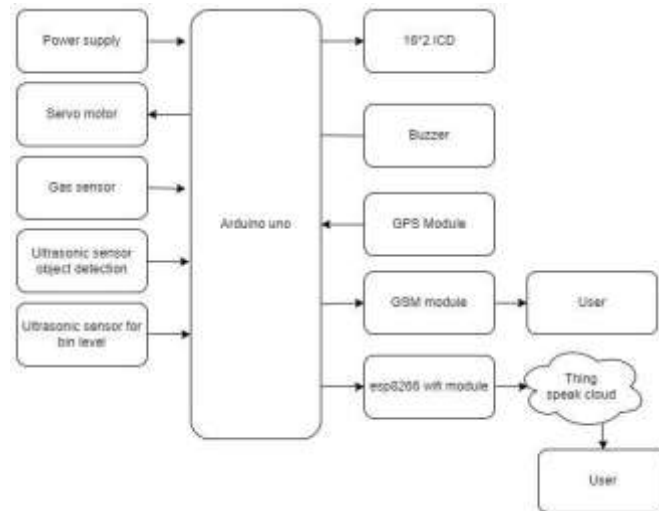 Power supply
Servo motor
Gas sensor
Ultrasonic sensor
object detection
Ultrasonic sensor for
bin level
Arduino uno
16*2 ICD
Buzzer
GPS Module
GSM module
User
esp8266 wifi module
Thing
speak cloud
User